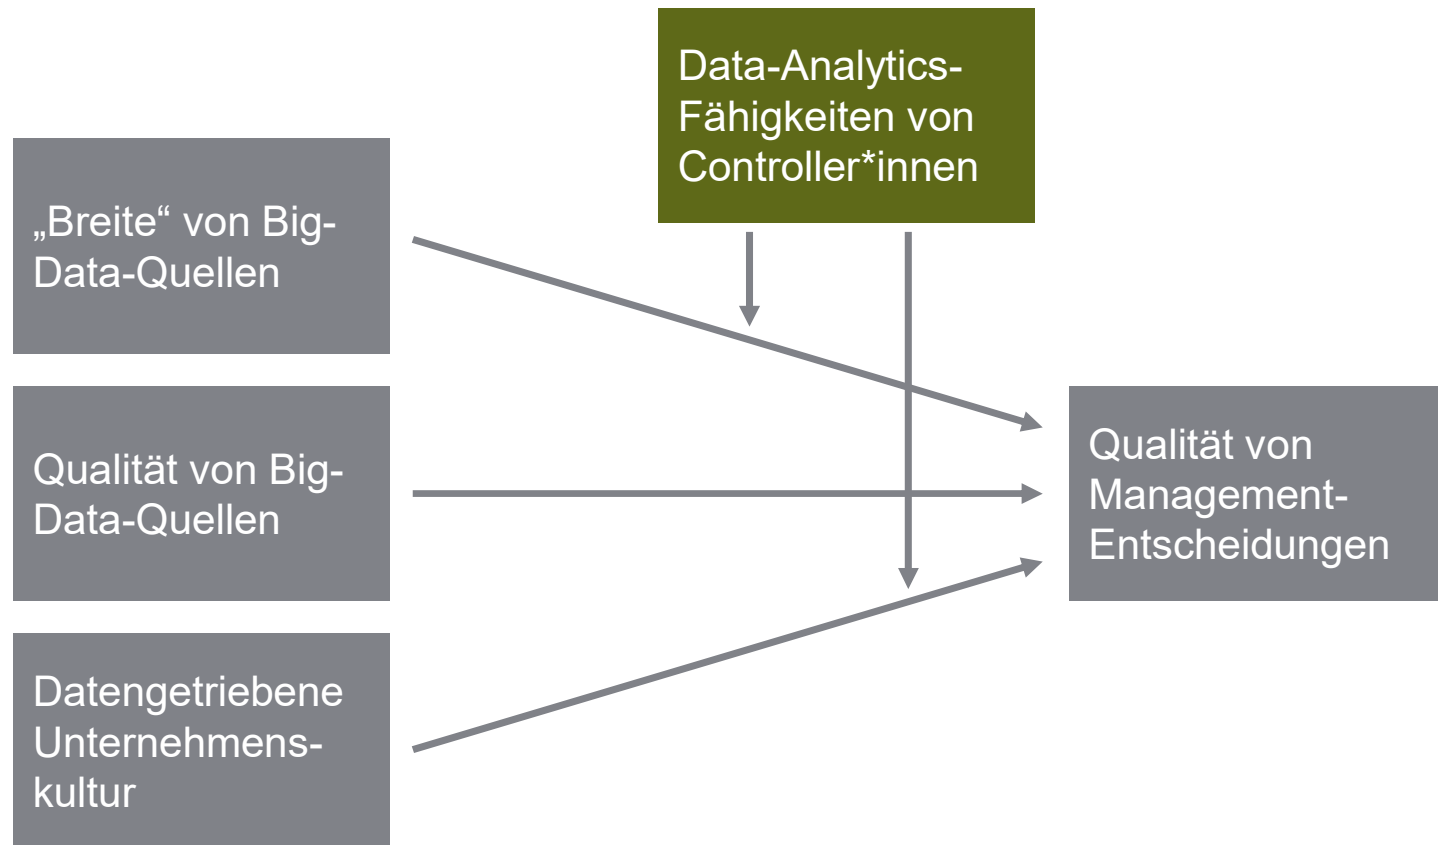 Data-Analytics-
Fähigkeiten von
Controller*innen
„Breite“ von Big-
Data-Quellen
Qualität von Big-
Data-Quellen
Datengetriebene
Unternehmens-
kultur
Qualität von
Management-
Entscheidungen